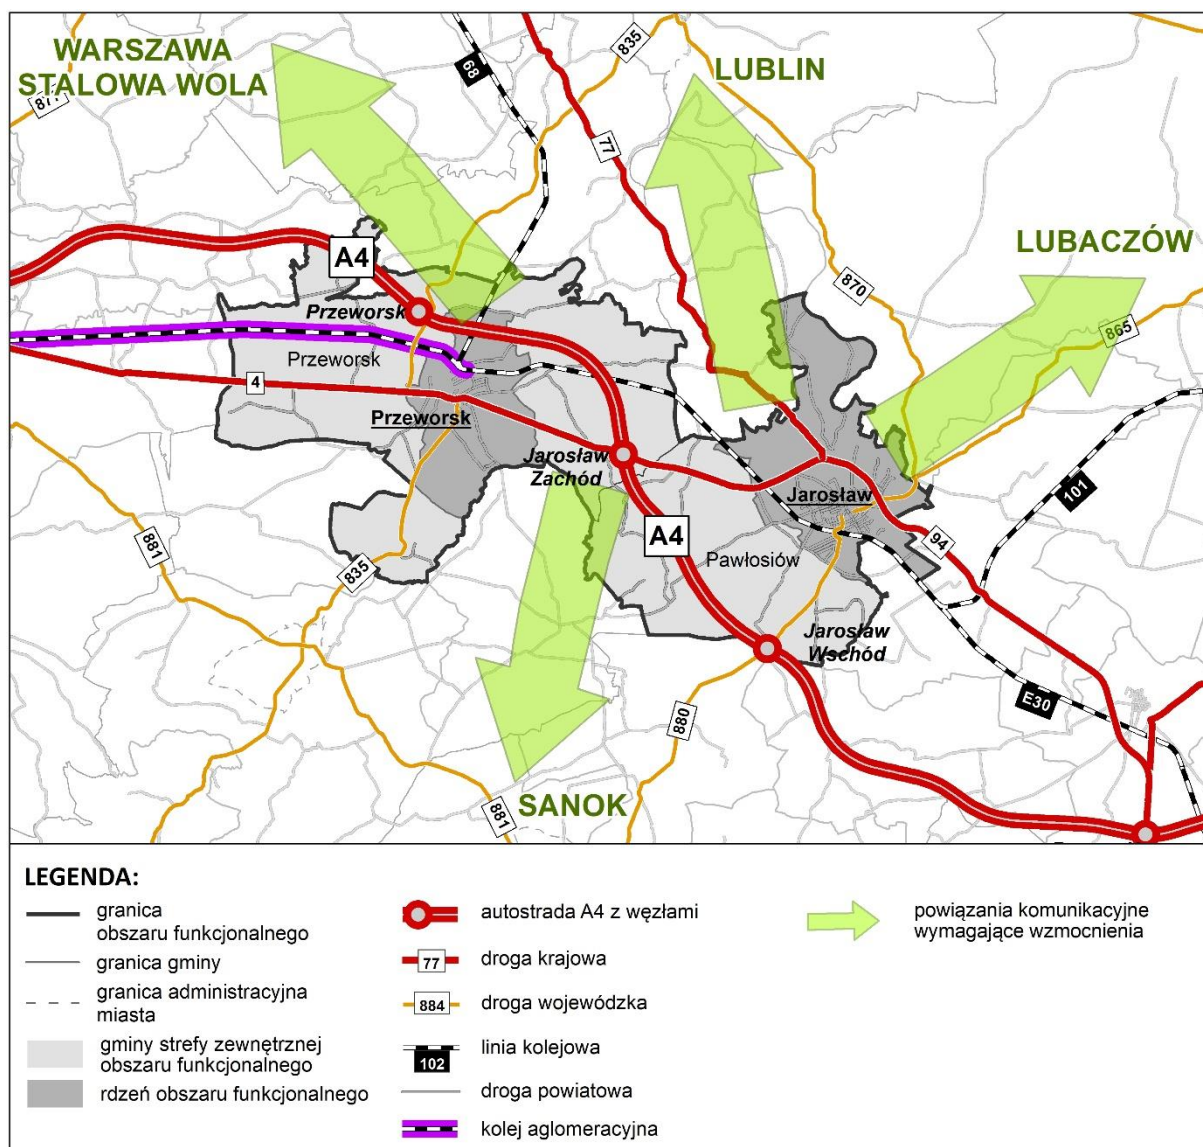 WARSZAWA
STALOWA WOLA
LUBLIN
LUBACZÓW
SANOK
835
68
77
870
865
A4
Przeworsk
Przeworsk
4
Przeworsk
Jarosław
Zachód
Jarosław
101
94
A4
Pawłosiów
881
835
Jarosław
Wschód
E30
880
881
LEGENDA:
granica
obszaru funkcjonalnego
granica gminy
granica administracyjna
miasta
gminy strefy zewnętrznej
obszaru funkcjonalnego
rdzeń obszaru funkcjonalnego
autostrada A4 z węzłami
77
droga krajowa
884
droga wojewódzka
linia kolejowa
102
droga powiatowa
kolej aglomeracyjna
powiązania komunikacyjne
wymagające wzmocnienia